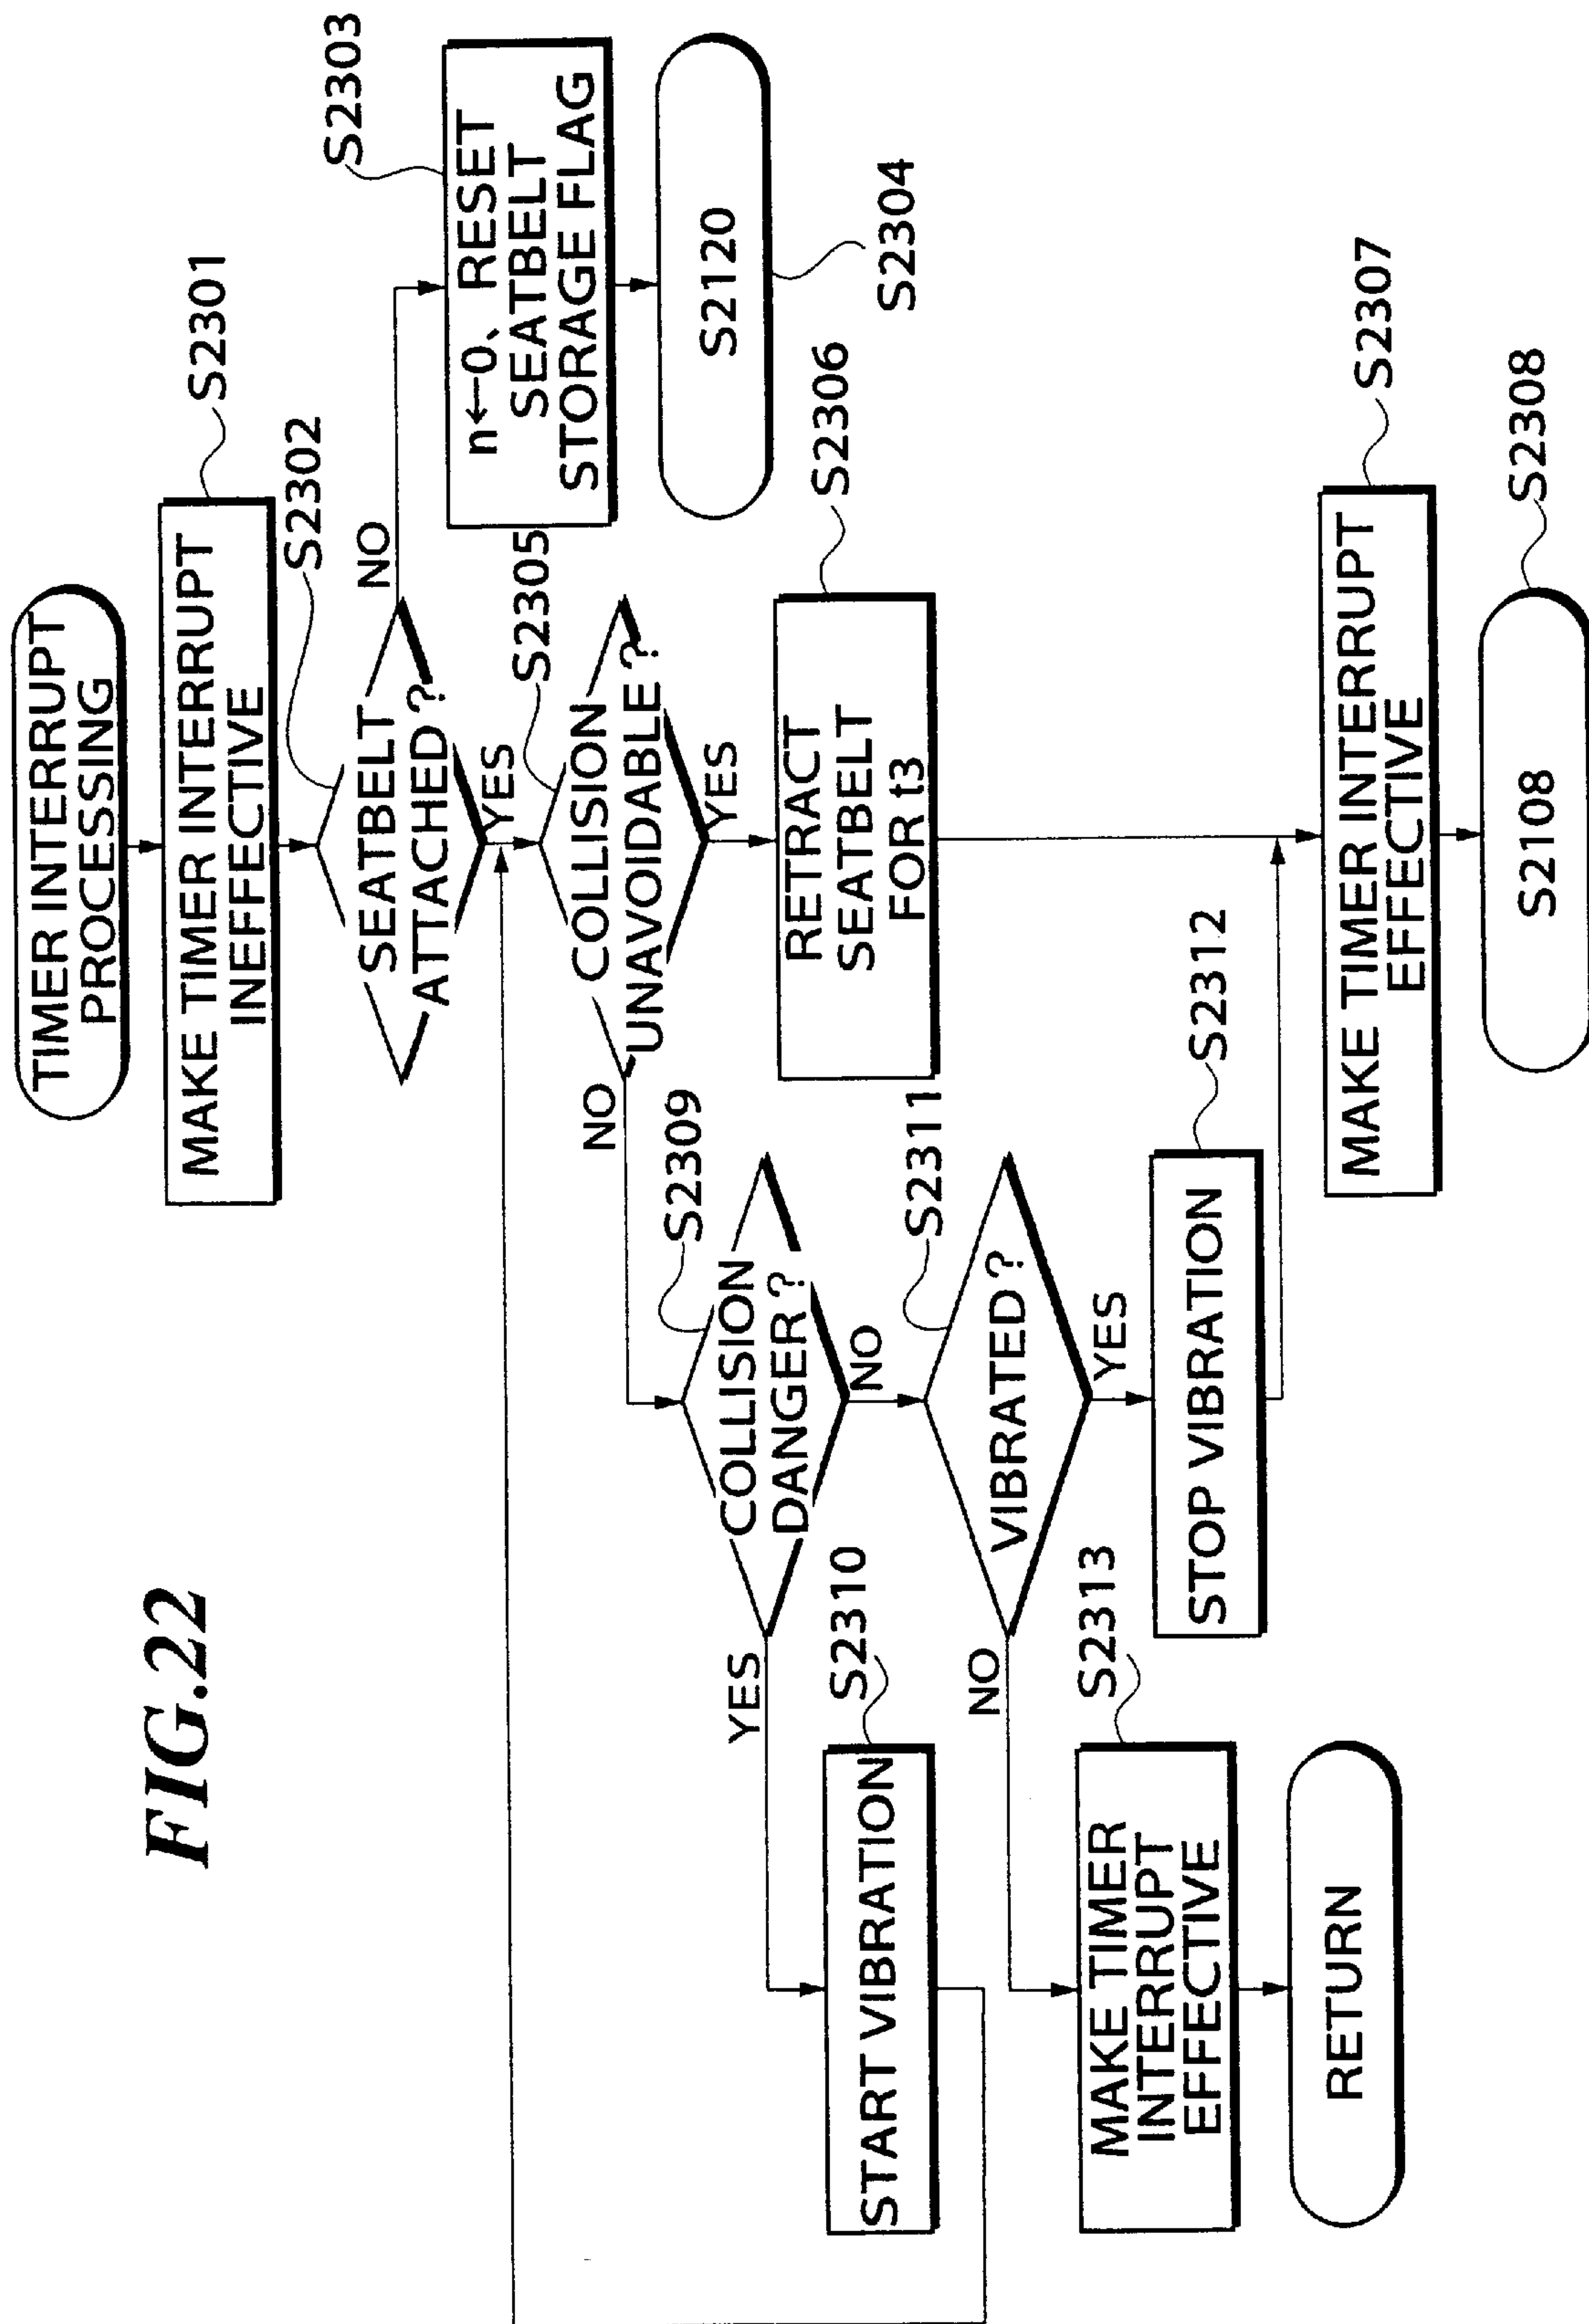 FIG.22
TIMER INTERRUPT
PROCESSING
S2301
MAKE TIMER INTERRUPT
INEFFECTIVE
S2302
SEATBELT
ATTACHED?
NO
YES
S2303
n←0、RESET
SEATBELT
STORAGE FLAG
S2120
S2304
S2305
COLLISION
UNAVOIDABLE?
NO
YES
S2306
RETRACT
SEATBELT
FOR t3
S2309
COLLISION
DANGER?
YES
NO
S2310
START VIBRATION
S2311
VIBRATED?
NO
YES
S2312
STOP VIBRATION
S2313
MAKE TIMER
INTERRUPT
EFFECTIVE
RETURN
S2307
MAKE TIMER INTERRUPT
EFFECTIVE
S2308
S2108